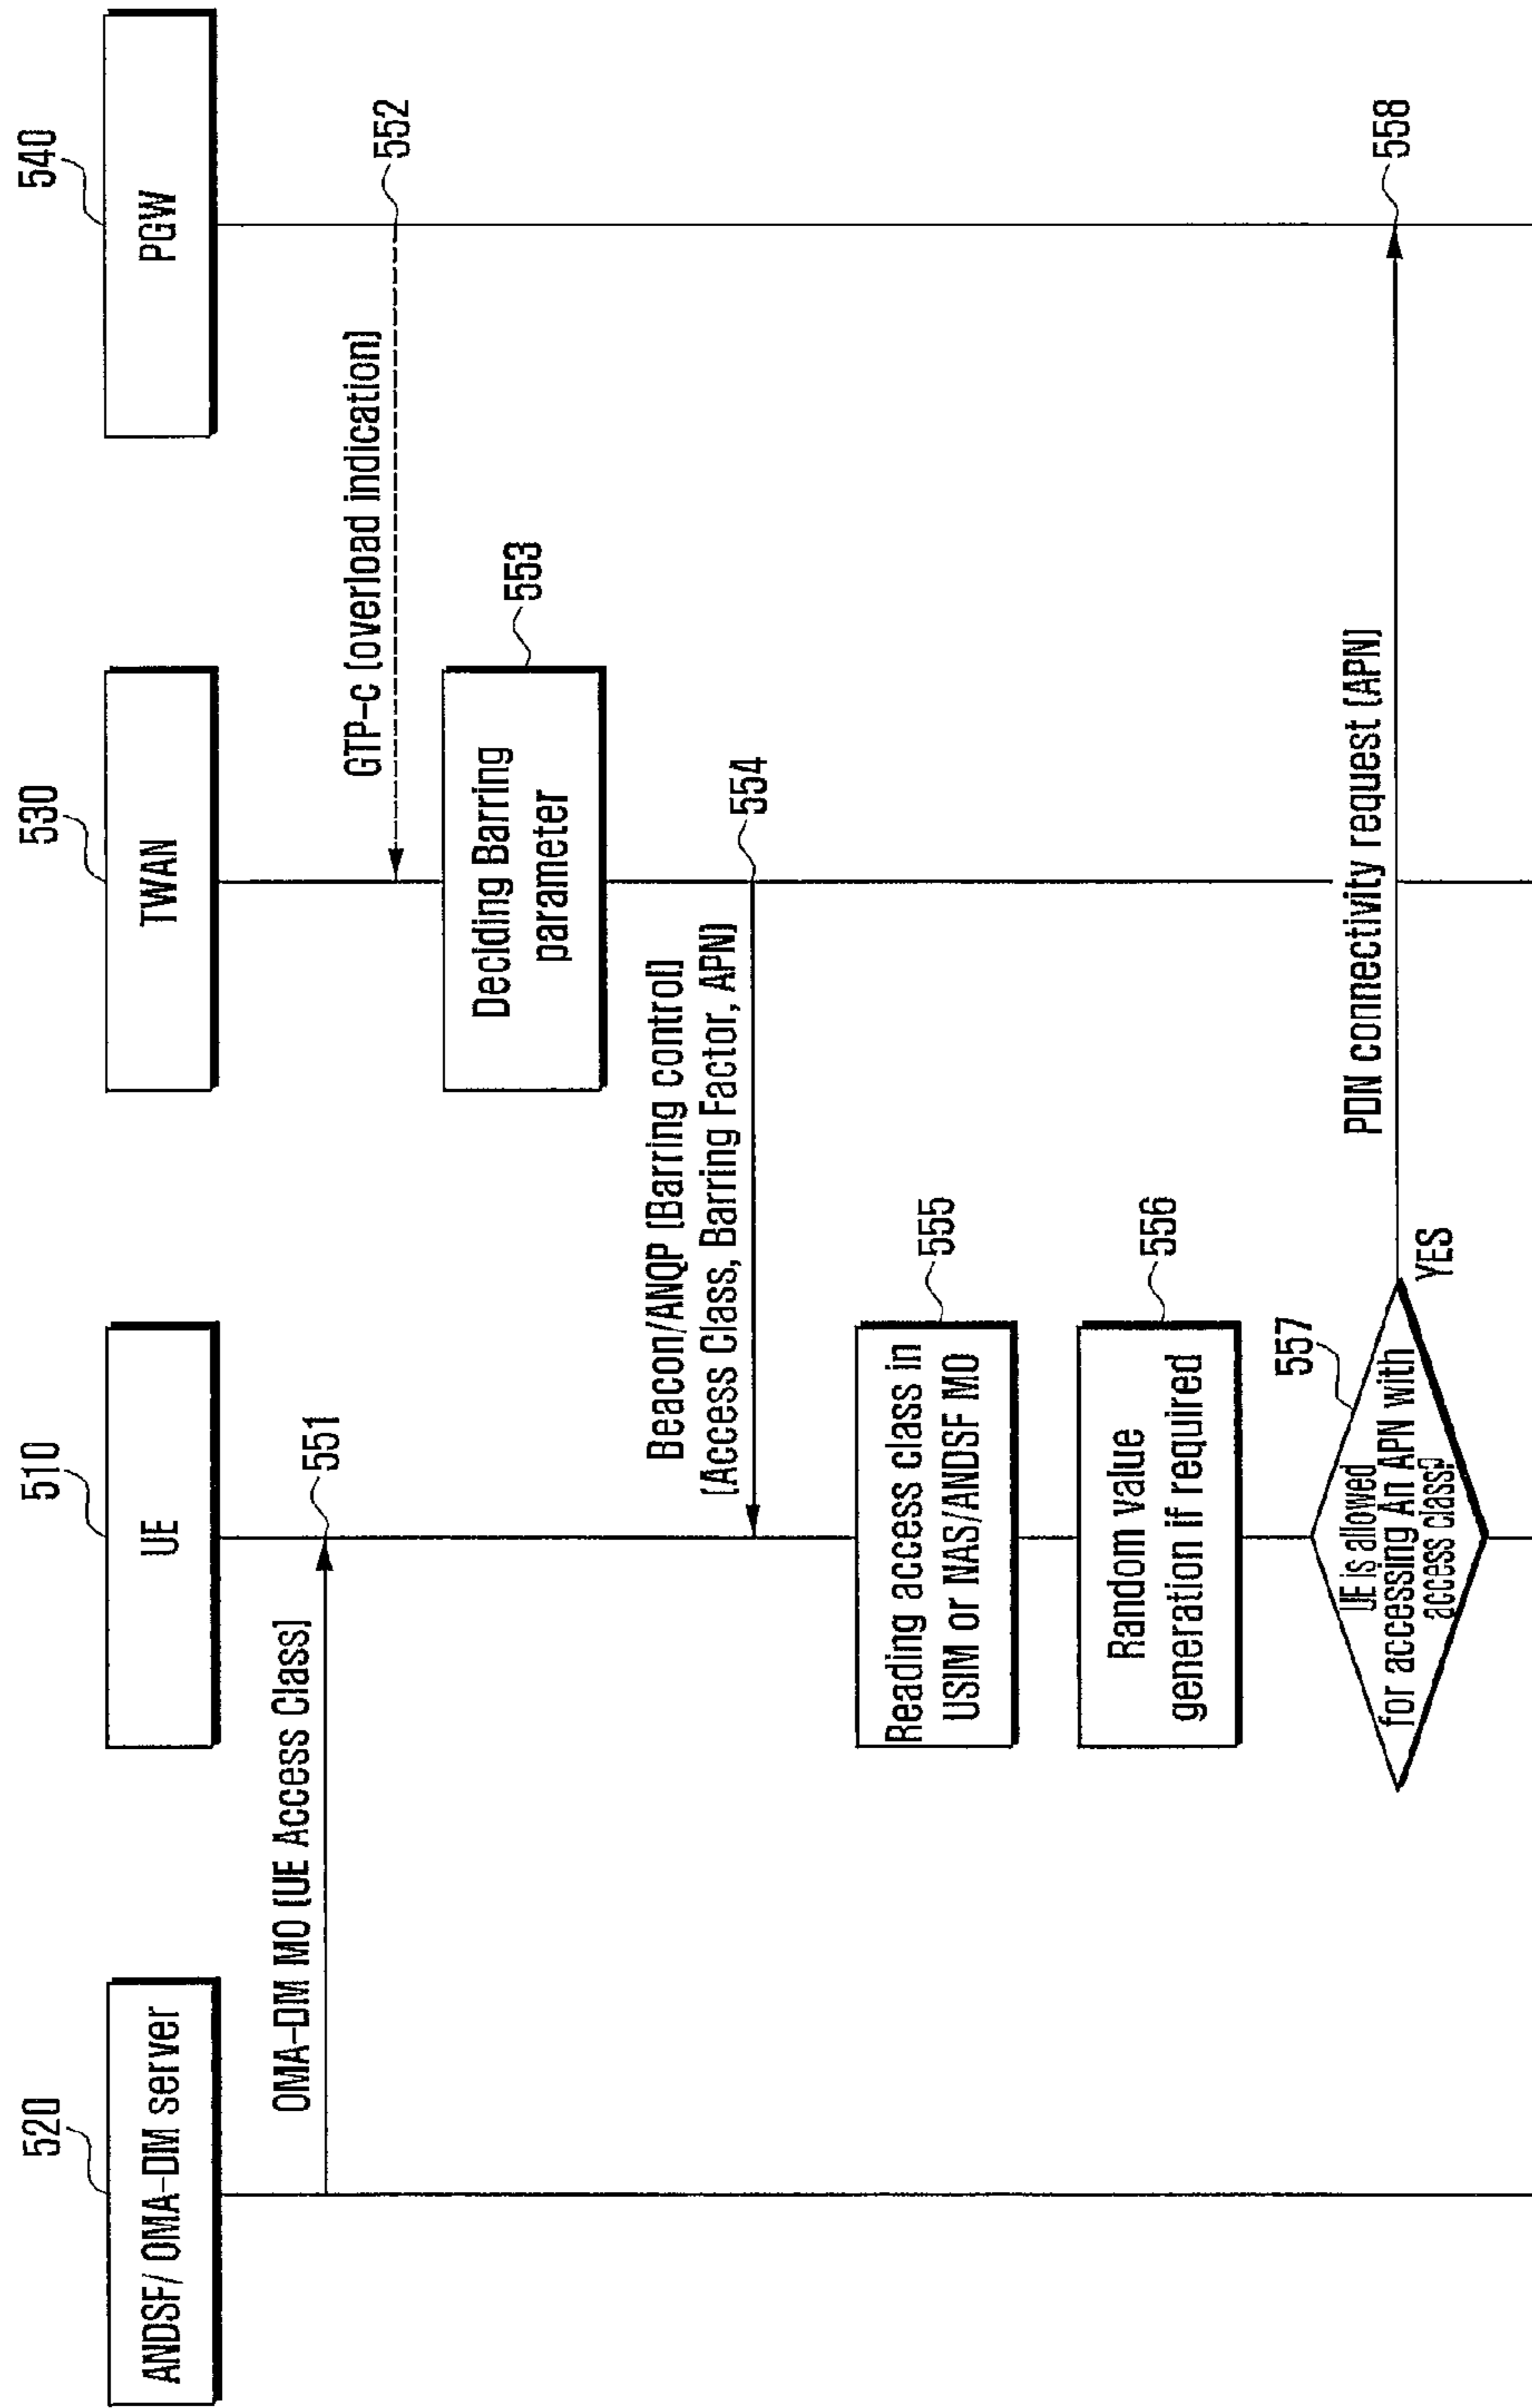 520
510
530
540
ANDSF/ OMA-DM server
UE
TWAN
PGW
OMA-DM MO (UE Access Class)
551
GTP-c (overload indication)
552
Deciding Barring
parameter
553
Beacon/ANQP (Barring control)
(Access Class, Barring Factor, APN)
554
Reading access class in
USIM or NAS/ANDSF MO
555
Random value
generation if required
556
557
UE is allowed
for accessing An APN with
access class?
YES
PDN connectivity request (APN)
558